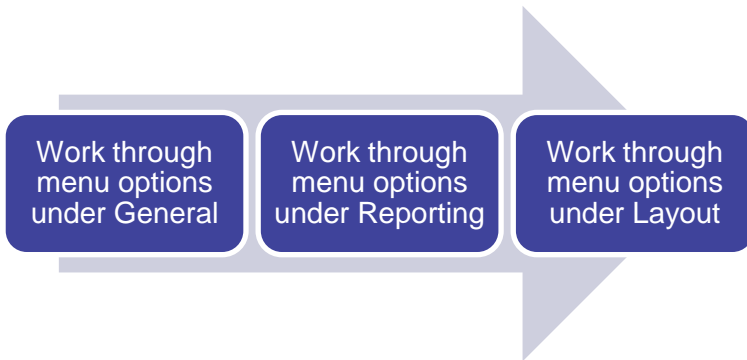 Work through
menu options
under General
Work through
menu options
under Reporting
Work through
menu options
under Layout